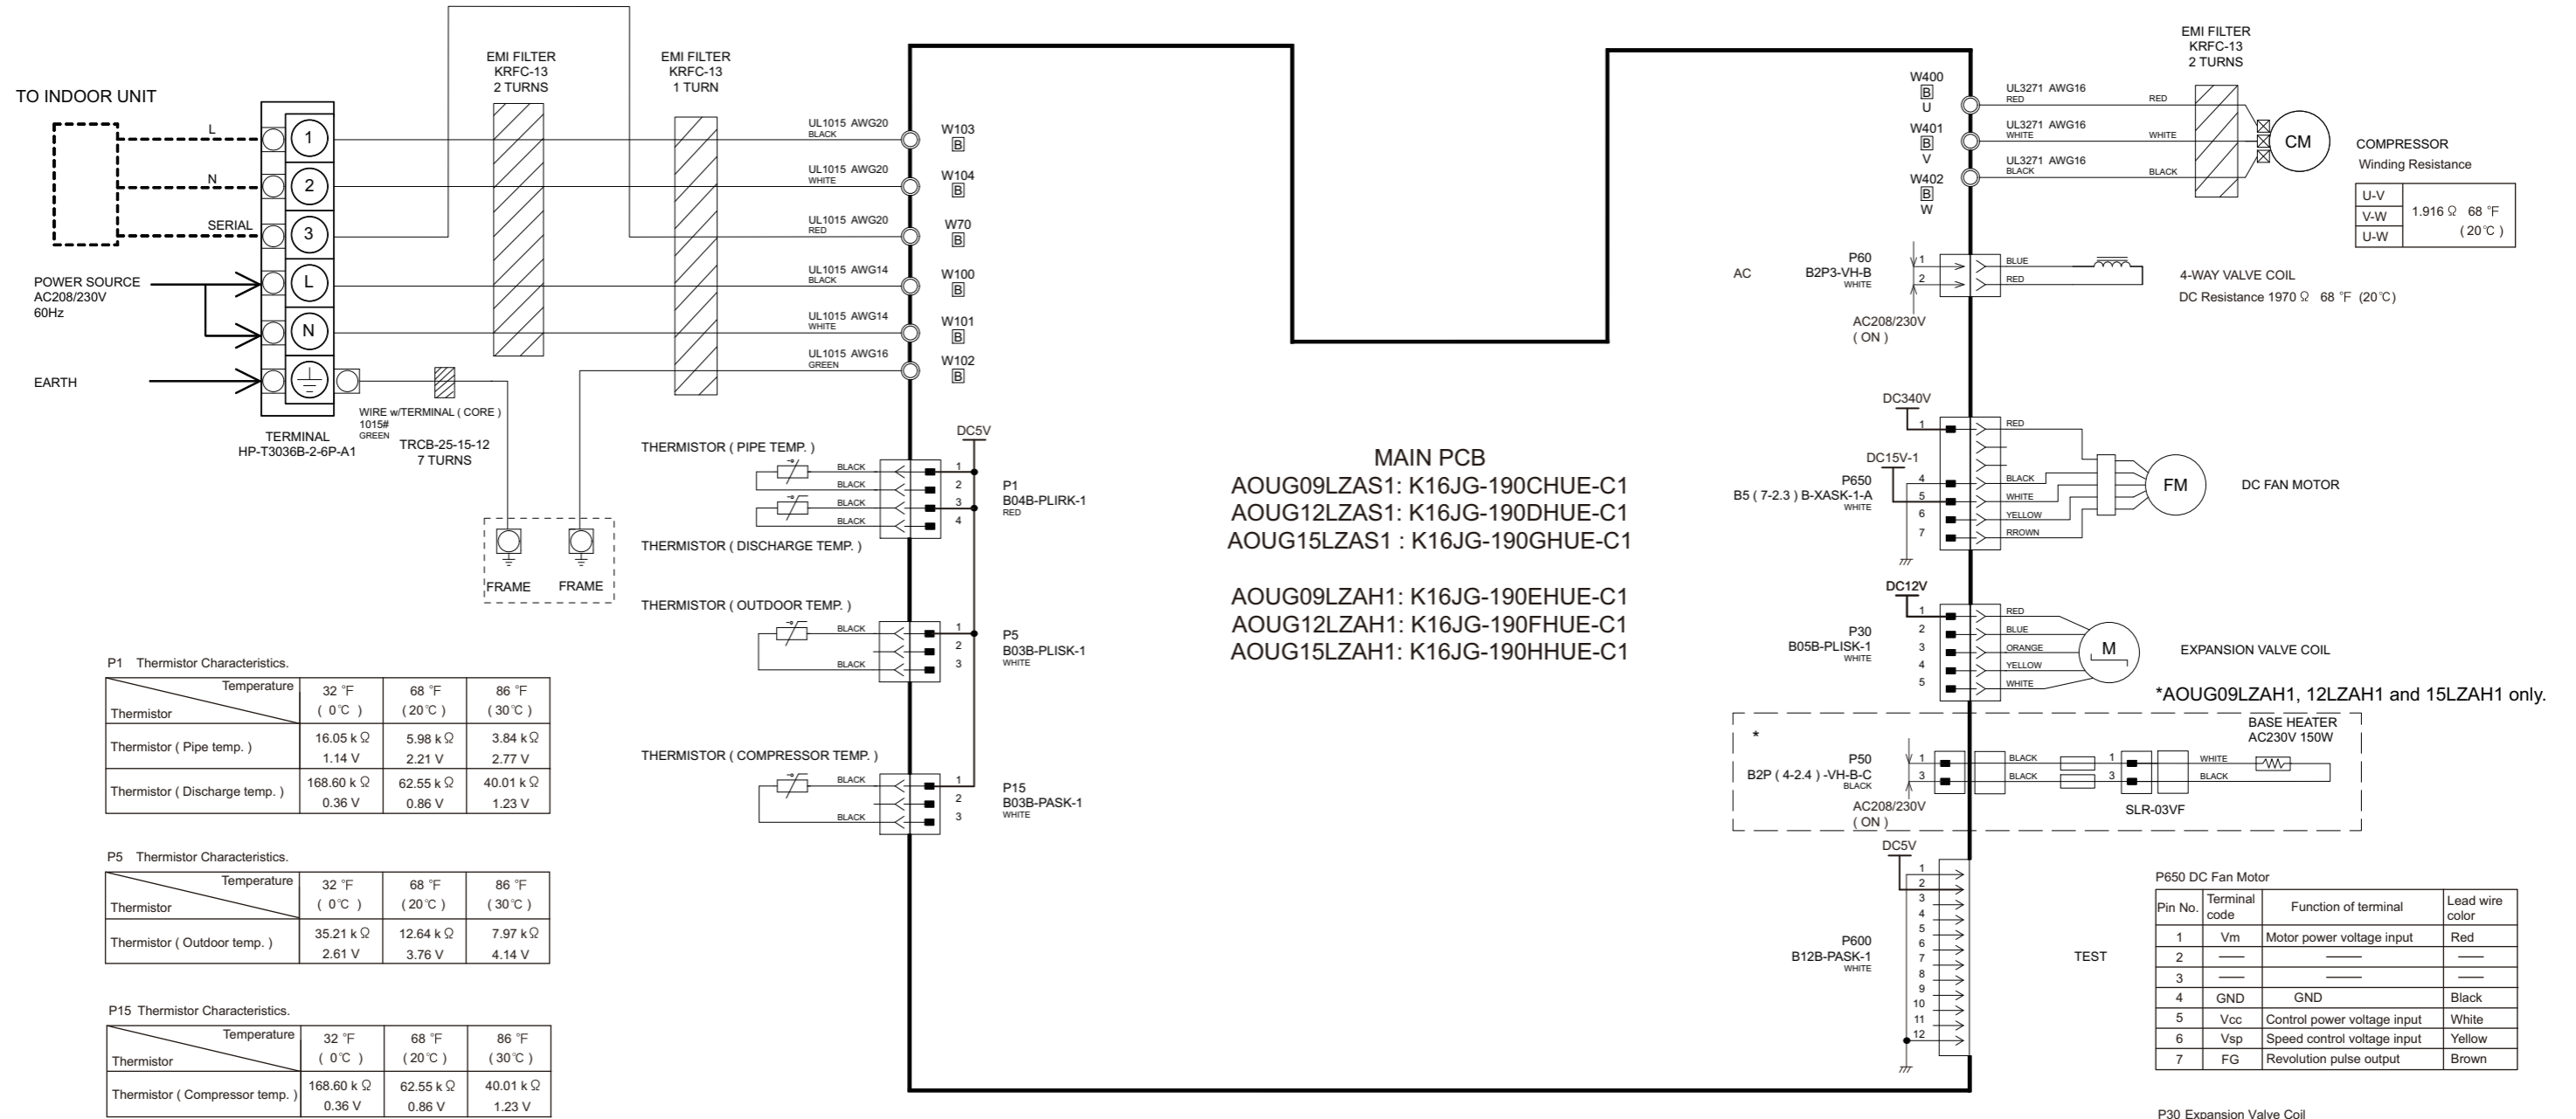 TO INDOOR UNIT
L
N
SERIAL
1
2
3
L
N
POWER SOURCE
AC208/230V
60Hz
EARTH
TERMINAL
HP-T3036B-2-6P-A1
WIRE w/TERMINAL ( CORE )
1015#
GREEN
TRCB-25-15-12
7 TURNS
FRAME
FRAME
EMI FILTER
KRFC-13
2 TURNS
EMI FILTER
KRFC-13
1 TURN
UL1015 AWG20
BLACK
W103
B
UL1015 AWG20
WHITE
W104
B
UL1015 AWG20
RED
W70
B
UL1015 AWG14
BLACK
W100
B
UL1015 AWG14
WHITE
W101
B
UL1015 AWG16
GREEN
W102
B
DC5V
THERMISTOR ( PIPE TEMP. )
BLACK
BLACK
BLACK
BLACK
1
2
3
4
P1
B04B-PLIRK-1
RED
THERMISTOR ( DISCHARGE TEMP. )
THERMISTOR ( OUTDOOR TEMP. )
BLACK
BLACK
1
2
3
P5
B03B-PLISK-1
WHITE
THERMISTOR ( COMPRESSOR TEMP. )
BLACK
BLACK
1
2
3
P15
B03B-PASK-1
WHITE
MAIN PCB
AOUG09LZAS1: K16JG-190CHUE-C1
AOUG12LZAS1: K16JG-190DHUE-C1
AOUG15LZAS1 : K16JG-190GHUE-C1
AOUG09LZAH1: K16JG-190EHUE-C1
AOUG12LZAH1: K16JG-190FHUE-C1
AOUG15LZAH1: K16JG-190HHUE-C1
P1 Thermistor Characteristics.
Temperature 32 °F 68 °F 86 °F
Thermistor ( 0℃ ) ( 20℃ ) ( 30℃ )
Thermistor ( Pipe temp. ) 16.05 k Ω 5.98 k Ω 3.84 k Ω
1.14 V 2.21 V 2.77 V
Thermistor ( Discharge temp. ) 168.60 k Ω 62.55 k Ω 40.01 k Ω
0.36 V 0.86 V 1.23 V
P5 Thermistor Characteristics.
Temperature 32 °F 68 °F 86 °F
Thermistor ( 0℃ ) ( 20℃ ) ( 30℃ )
Thermistor ( Outdoor temp. ) 35.21 k Ω 12.64 k Ω 7.97 k Ω
2.61 V 3.76 V 4.14 V
P15 Thermistor Characteristics.
Temperature 32 °F 68 °F 86 °F
Thermistor ( 0℃ ) ( 20℃ ) ( 30℃ )
Thermistor ( Compressor temp. ) 168.60 k Ω 62.55 k Ω 40.01 k Ω
0.36 V 0.86 V 1.23 V
W400
B
U
W401
B
V
W402
B
W
UL3271 AWG16
RED RED
UL3271 AWG16
WHITE WHITE
UL3271 AWG16
BLACK BLACK
EMI FILTER
KRFC-13
2 TURNS
CM
COMPRESSOR
Winding Resistance
U-V
V-W
U-W
1.916 Ω 68 °F
( 20℃ )
AC
P60
B2P3-VH-B
WHITE
1
2
AC208/230V
( ON )
BLUE
RED
4-WAY VALVE COIL
DC Resistance 1970 Ω 68 °F (20℃)
DC340V
DC15V-1
P650
B5 ( 7-2.3 ) B-XASK-1-A
WHITE
1
4
5
6
7
RED
BLACK
WHITE
YELLOW
RROWN
FM
DC FAN MOTOR
DC12V
P30
B05B-PLISK-1
WHITE
1
2
3
4
5
RED
BLUE
ORANGE
YELLOW
WHITE
M
EXPANSION VALVE COIL
*AOUG09LZAH1, 12LZAH1 and 15LZAH1 only.
*
P50
B2P ( 4-2.4 ) -VH-B-C
BLACK
1
3
AC208/230V
( ON )
BLACK
BLACK
1
3
SLR-03VF
WHITE
BLACK
BASE HEATER
AC230V 150W
DC5V
P600
B12B-PASK-1
WHITE
1
2
3
4
5
6
7
8
9
10
11
12
TEST
P650 DC Fan Motor
Pin No. Terminal code Function of terminal Lead wire color
1 Vm Motor power voltage input Red
2 — — —
3 — — —
4 GND GND Black
5 Vcc Control power voltage input White
6 Vsp Speed control voltage input Yellow
7 FG Revolution pulse output Brown
P30 Expansion Valve Coil